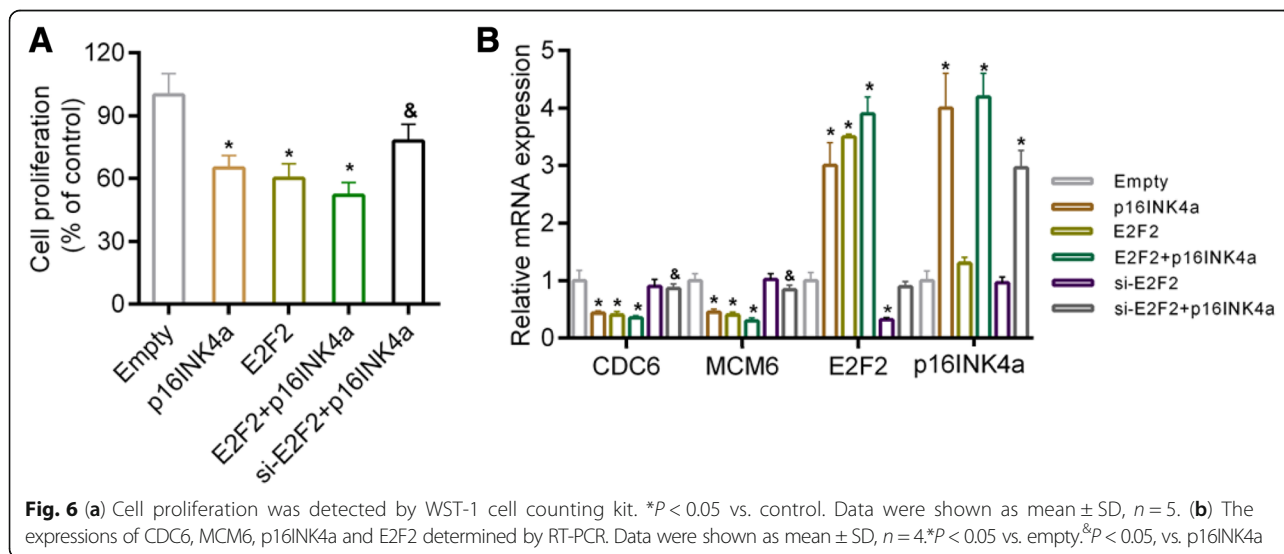 A
Cell proliferation
(% of control)
120
90
60
30
0
*
*
*
&
Empty
p16INK4a
E2F2
E2F2+p16INK4a
si-E2F2+p16INK4a
B
Relative mRNA expression
5
4
3
2
1
0
* * *
&
* * *
&
* * *
*
* *
*
CDC6 MCM6 E2F2 p16INK4a
Empty
p16INK4a
E2F2
E2F2+p16INK4a
si-E2F2
si-E2F2+p16INK4a
Fig. 6 (a) Cell proliferation was detected by WST-1 cell counting kit. *P < 0.05 vs. control. Data were shown as mean ± SD, n = 5. (b) The
expressions of CDC6, MCM6, p16INK4a and E2F2 determined by RT-PCR. Data were shown as mean ± SD, n = 4.*P < 0.05 vs. empty.&P < 0.05, vs. p16INK4a